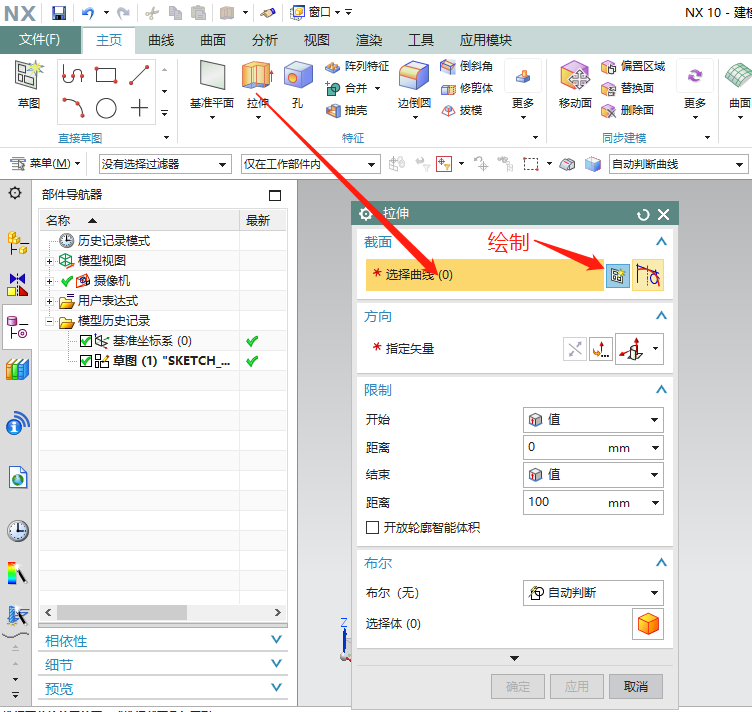 NX
窗口
NX 10 - 建模
文件(F)
主页
曲线
曲面
分析
视图
渲染
工具
应用模块
草图
直接草图
基准平面
拉伸
孔
阵列特征
合并
抽壳
边倒圆
倒斜角
修剪体
拔模
更多
特征
移动面
偏置区域
替换面
删除面
更多
同步建模
曲面
菜单(M)
没有选择过滤器
仅在工作部件内
自动判断曲线
部件导航器
名称
最新
历史记录模式
模型视图
摄像机
用户表达式
模型历史记录
基准坐标系 (0)
草图 (1) "SKETCH_...
相依性
细节
预览
Z
拉伸
截面
绘制
* 选择曲线 (0)
方向
* 指定矢量
限制
开始
值
距离
0
mm
结束
值
距离
100
mm
开放轮廓智能体积
布尔
布尔（无）
自动判断
选择体 (0)
确定
应用
取消